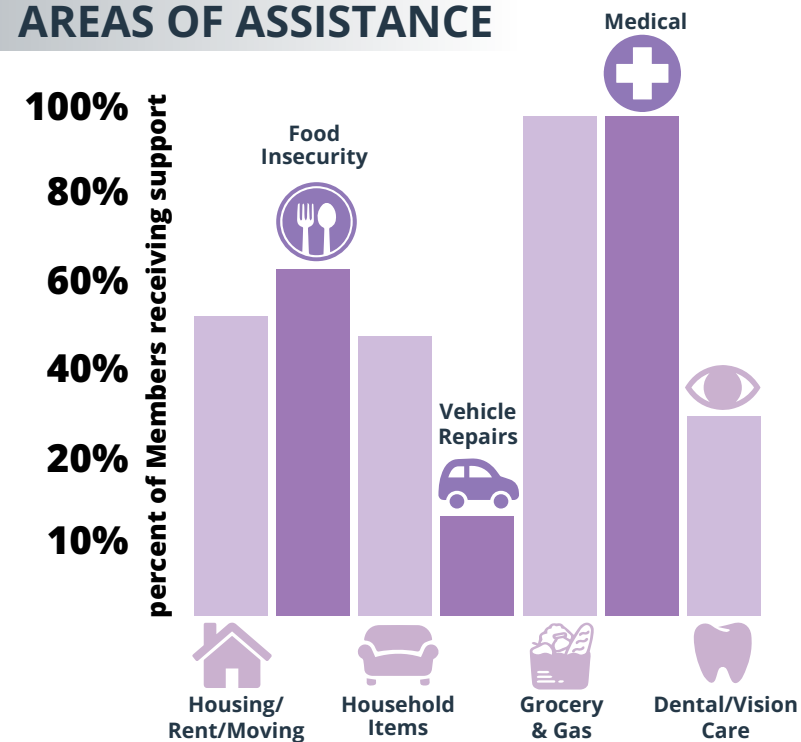 AREAS OF ASSISTANCE
percent of Members receiving support
100%
80%
60%
40%
20%
10%
Food
Insecurity
Vehicle
Repairs
Medical
Housing/
Rent/Moving
Household
Items
Grocery
& Gas
Dental/Vision
Care